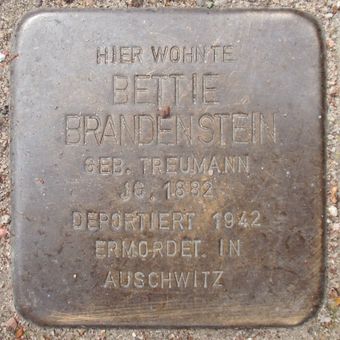 HIER WOHNTE
BETTIE
BRANDENSTEIN
GEB. TREUMANN
JG. 1882
DEPORTIERT 1942
ERMORDET IN
AUSCHWITZ